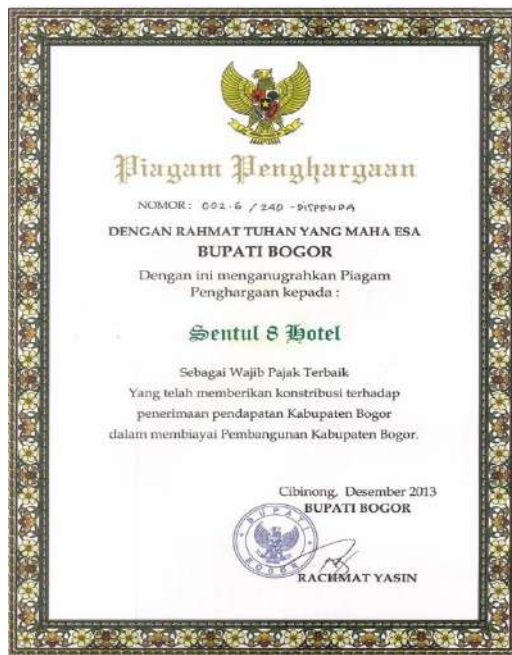 Piagam Penghargaan
NOMOR : 002.6 / 240 -DISPENDA
DENGAN RAHMAT TUHAN YANG MAHA ESA
BUPATI BOGOR
Dengan ini menganugrahkan Piagam
Penghargaan kepada :
Sentul 8 Hotel
Sebagai Wajib Pajak Terbaik
Yang telah memberikan konstribusi terhadap
penerimaan pendapatan Kabupaten Bogor
dalam membiayai Pembangunan Kabupaten Bogor.
Cibinong, Desember 2013
BUPATI BOGOR
BUPATI
BOGOR
RACHMAT YASIN